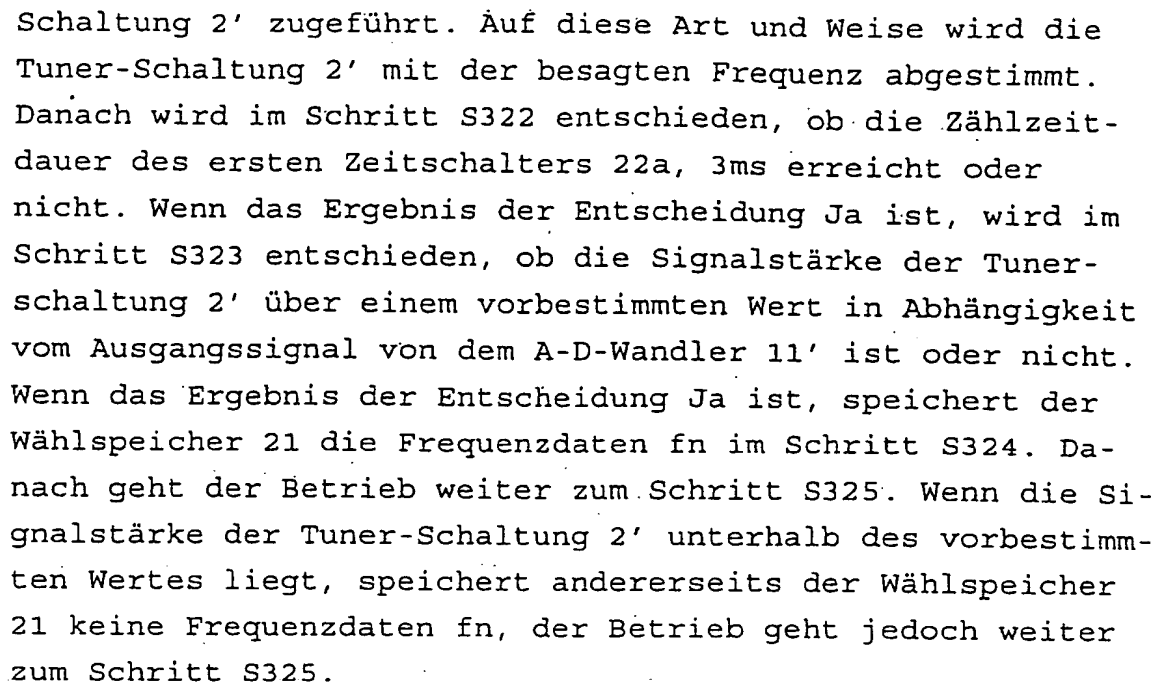 Schaltung 2' zugeführt. Auf diese Art und Weise wird die
Tuner-Schaltung 2' mit der besagten Frequenz abgestimmt.
Danach wird im Schritt S322 entschieden, ob die Zählzeit-
dauer des ersten Zeitschalters 22a, 3ms erreicht oder
nicht. Wenn das Ergebnis der Entscheidung Ja ist, wird im
Schritt S323 entschieden, ob die Signalstärke der Tuner-
schaltung 2' über einem vorbestimmten Wert in Abhängigkeit
vom Ausgangssignal von dem A-D-Wandler 11' ist oder nicht.
Wenn das Ergebnis der Entscheidung Ja ist, speichert der
Wählspeicher 21 die Frequenzdaten fn im Schritt S324. Da-
nach geht der Betrieb weiter zum Schritt S325. Wenn die Si-
gnalstärke der Tuner-Schaltung 2' unterhalb des vorbestimm-
ten Wertes liegt, speichert andererseits der Wählspeicher
21 keine Frequenzdaten fn, der Betrieb geht jedoch weiter
zum Schritt S325.